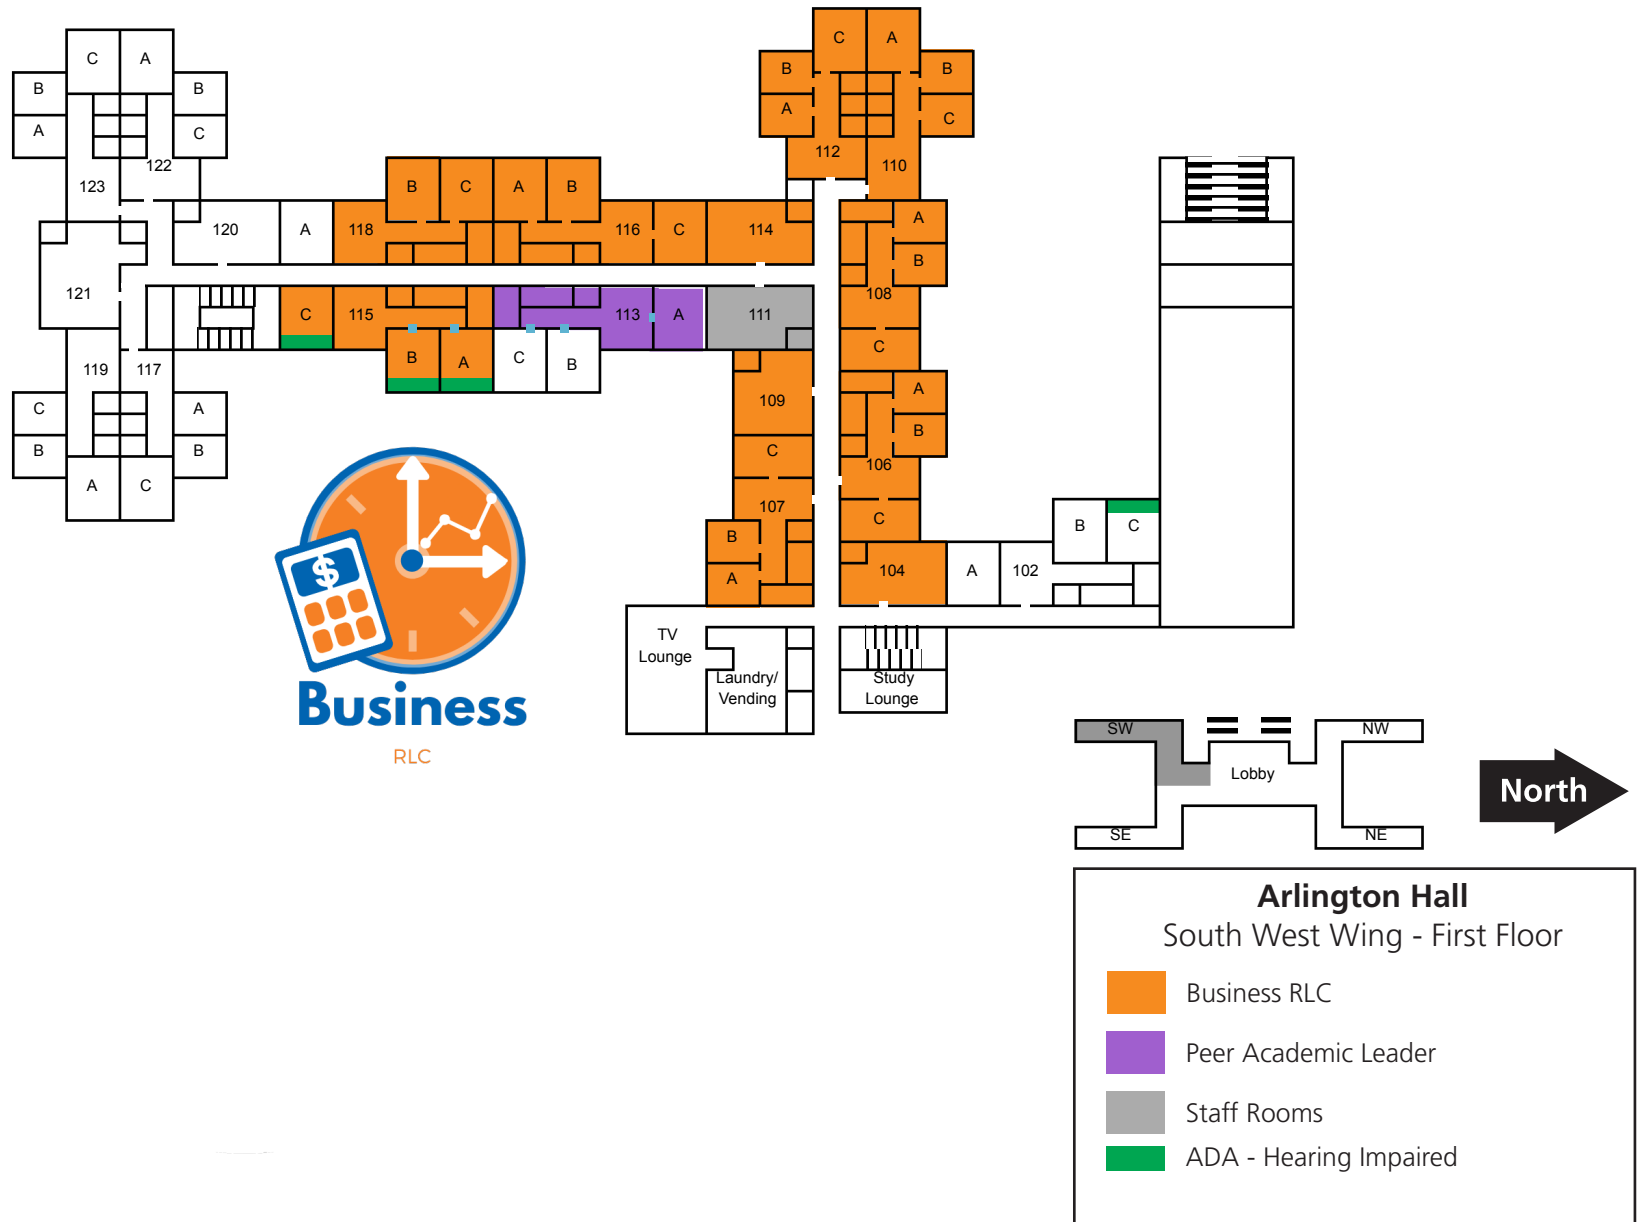 C A
C A
B B
B B
A C
A C
112
122
110
123
B C A B
A
120 A 118 116 C 114
B
121
108
C 115 113 A 111
C
B A C B
119 117
A
109
C A
B
B B
C
106
A C
107
C
B C
B
A
104 A 102
TV
Lounge
Laundry/
Vending
Study
Lounge
$
Business
RLC
SW NW
Lobby
SE NE
North
Arlington Hall
South West Wing - First Floor
Business RLC
Peer Academic Leader
Staff Rooms
ADA - Hearing Impaired